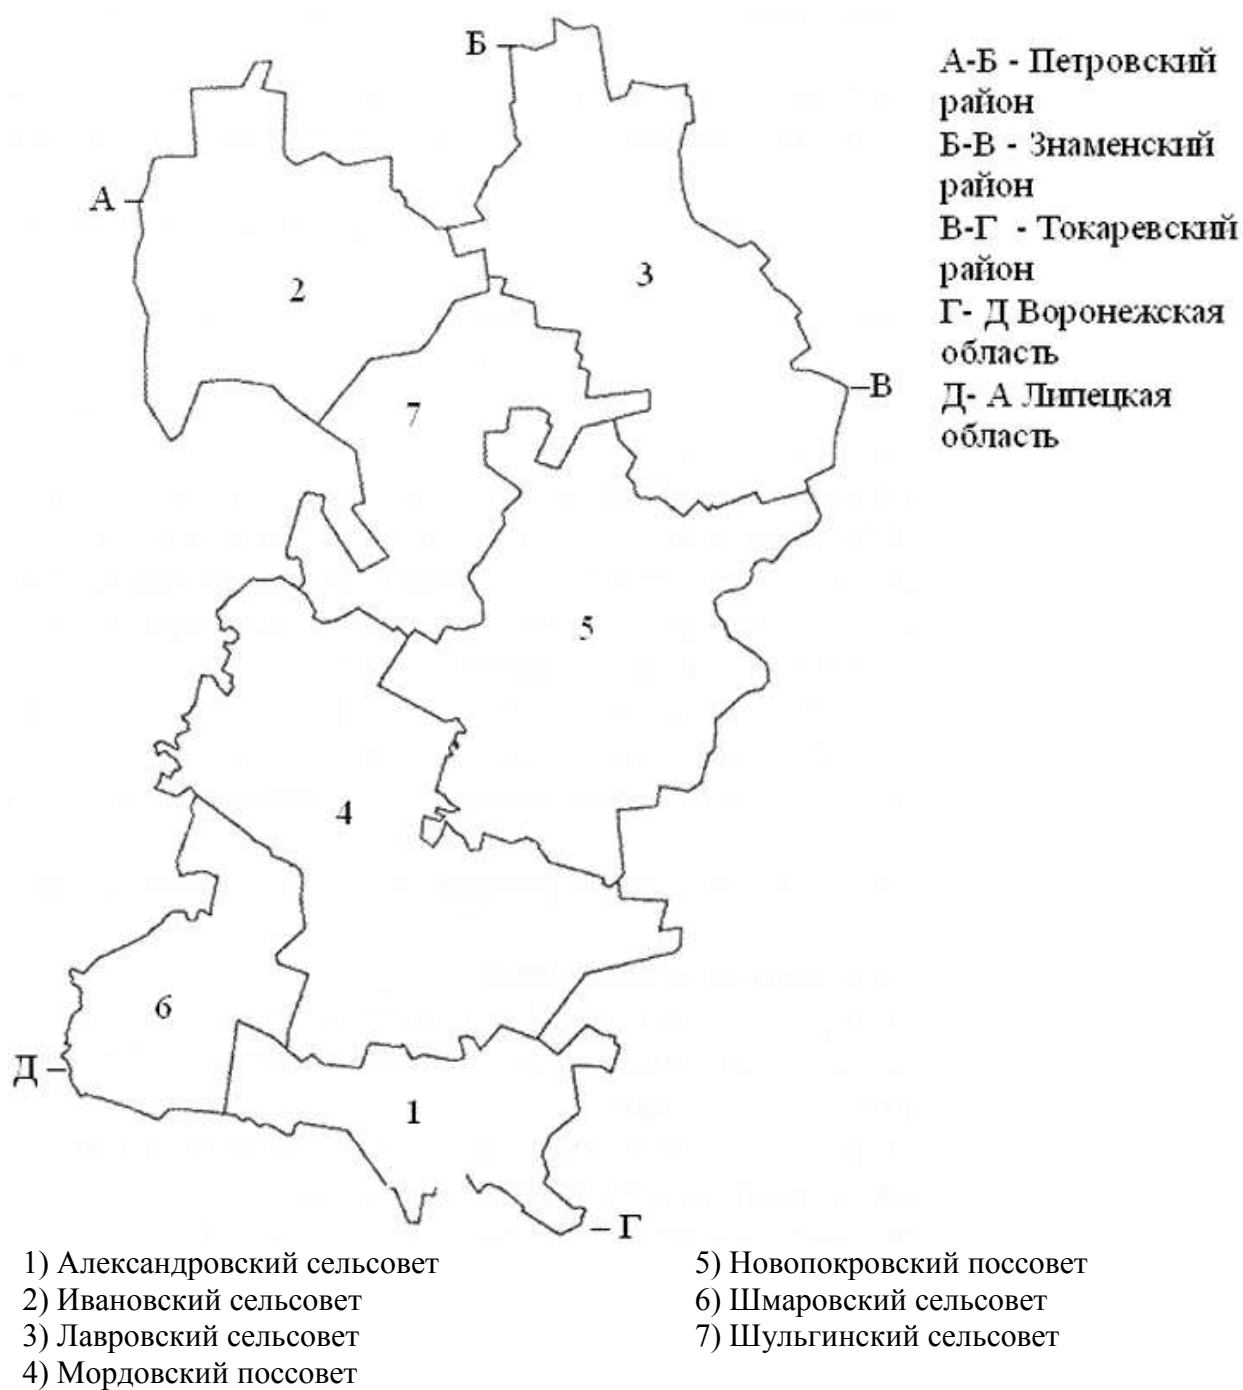 Б
А
В
Д
Г
2
3
7
5
4
6
1
А-Б - Петровский
район
Б-В - Знаменский
район
В-Г - Токаревский
район
Г- Д Воронежская
область
Д- А Липецкая
область
1) Александровский сельсовет
2) Ивановский сельсовет
3) Лавровский сельсовет
4) Мордовский поссовет
5) Новопокровский поссовет
6) Шмаровский сельсовет
7) Шульгинский сельсовет